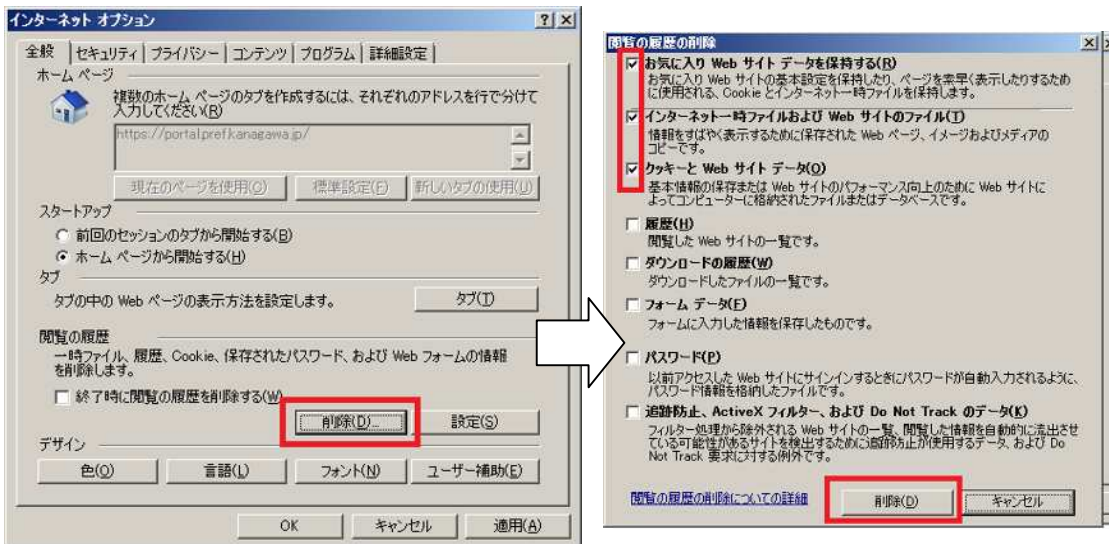 インターネット オプション
全般
セキュリティ
プライバシー
コンテンツ
プログラム
詳細設定
ホーム ページ
複数のホーム ページのタブを作成するには、それぞれのアドレスを行で分けて
入力してください(R)
https://portal.pref.kanagawa.jp/
現在のページを使用(C)
標準設定(F)
新しいタブの使用(U)
スタートアップ
前回のセッションのタブから開始する(B)
ホーム ページから開始する(H)
タブ
タブの中の Web ページの表示方法を設定します。
タブ(T)
閲覧の履歴
一時ファイル、履歴、Cookie、保存されたパスワード、および Web フォームの情報
を削除します。
終了時に閲覧の履歴を削除する(W)
削除(D)...
設定(S)
デザイン
色(O)
言語(L)
フォント(N)
ユーザー補助(E)
OK
キャンセル
適用(A)
閲覧の履歴の削除
お気に入り Web サイト データを保持する(R)
お気に入り Web サイトの基本設定を保持したり、ページを素早く表示したりするため
に使用される、Cookie とインターネット一時ファイルを保持します。
インターネット一時ファイルおよび Web サイトのファイル(T)
情報をすばやく表示するために保存された Web ページ、イメージおよびメディアの
コピーです。
クッキーと Web サイト データ(O)
基本情報の保存または Web サイトのパフォーマンス向上のために Web サイトに
よってコンピューターに格納されたファイルまたはデータベースです。
履歴(H)
閲覧した Web サイトの一覧です。
ダウンロードの履歴(W)
ダウンロードしたファイルの一覧です。
フォーム データ(F)
フォームに入力した情報を保存したものです。
パスワード(P)
以前アクセスした Web サイトにサインインするときにパスワードが自動入力されるように、
パスワード情報を格納したファイルです。
追跡防止、ActiveX フィルター、および Do Not Track のデータ(K)
フィルター処理から除外される Web サイトの一覧、閲覧した情報を自動的に流出させ
ている可能性があるサイトを検出するために追跡防止が使用するデータ、および Do
Not Track 要求に対する例外です。
閲覧の履歴の削除についての詳細
削除(D)
キャンセル